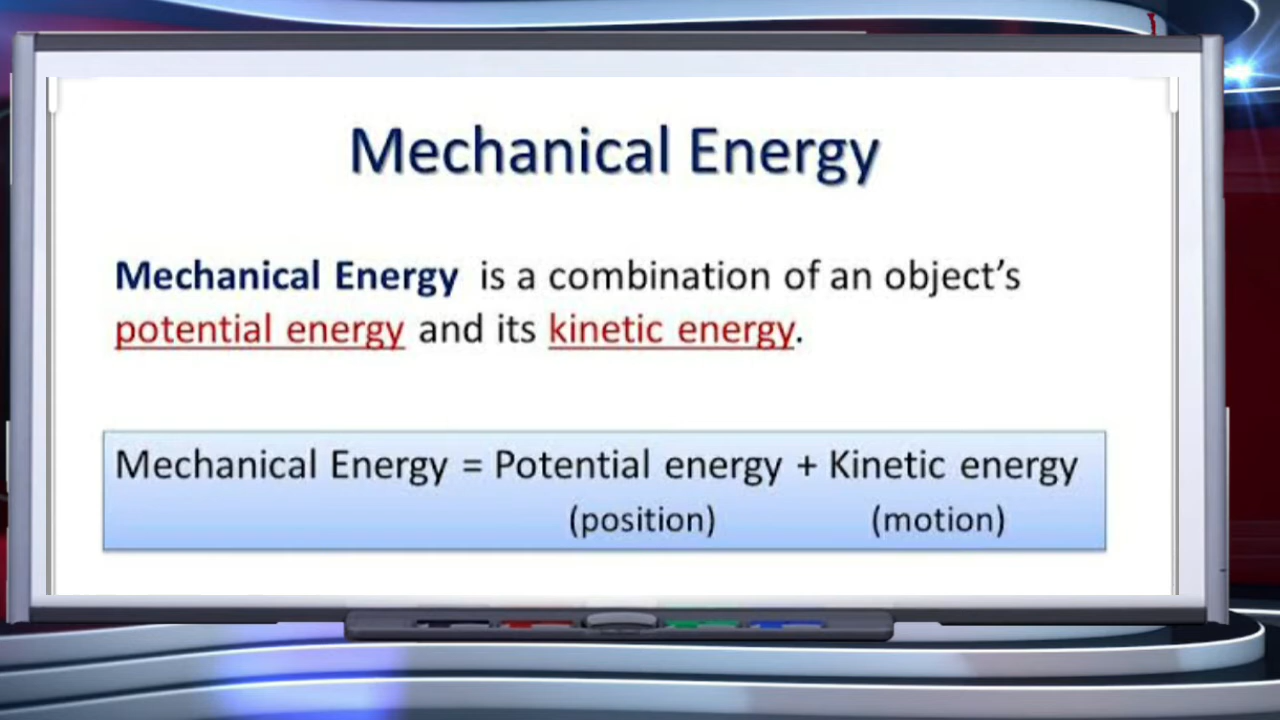 Mechanical Energy
Mechanical Energy is a combination of an object's
potential energy and its kinetic energy.
Mechanical Energy = Potential energy + Kinetic energy
(position) (motion)